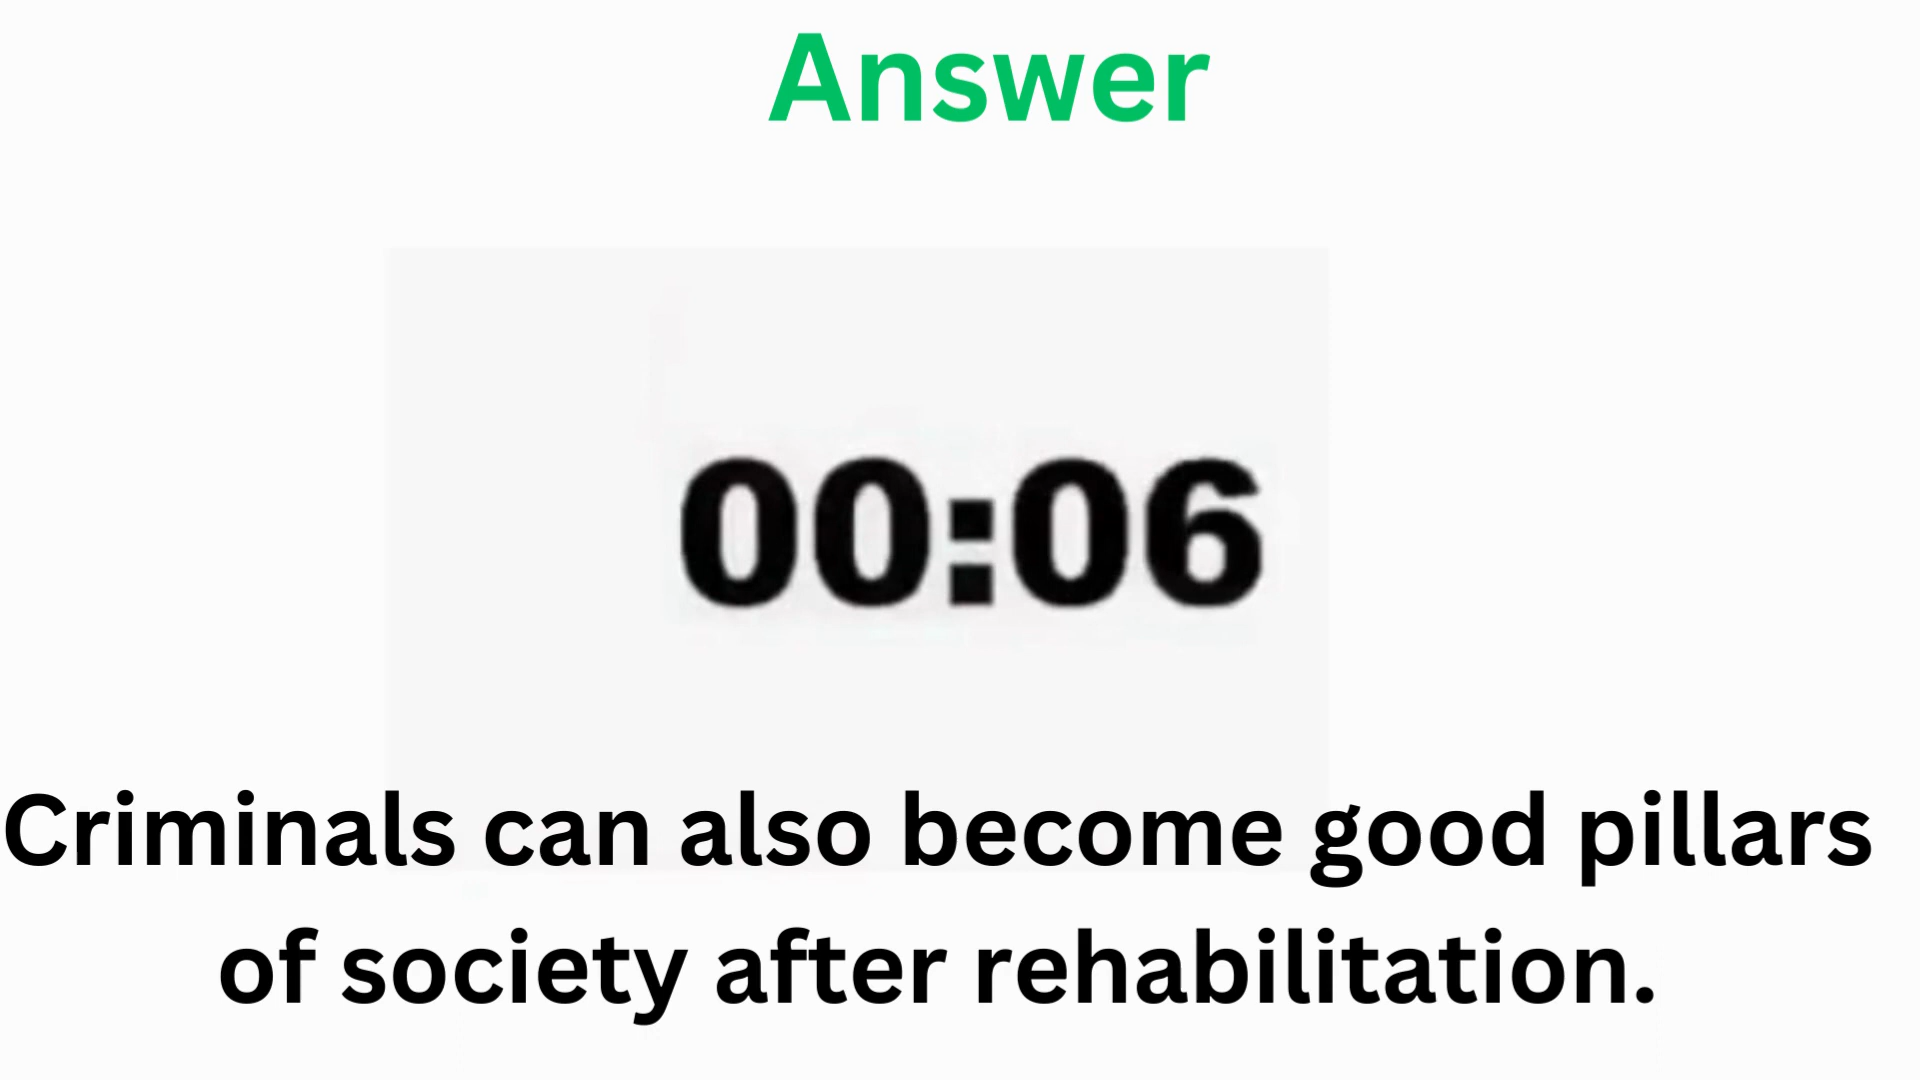 Answer
00:06
Criminals can also become good pillars
of society after rehabilitation.